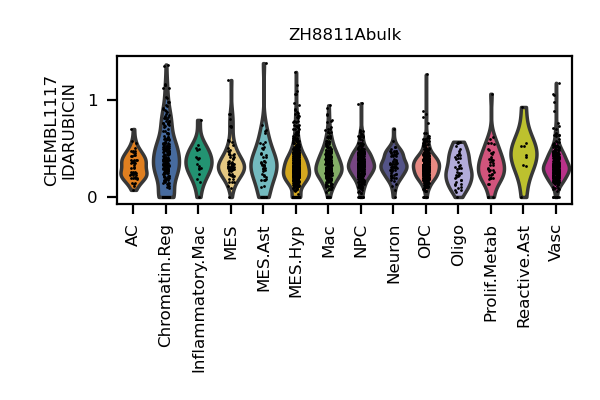 ZH8811Abulk
CHEMBL1117
IDARUBICIN
1
0
AC
Chromatin.Reg
Inflammatory.Mac
MES
MES.Ast
MES.Hyp
Mac
NPC
Neuron
OPC
Oligo
Prolif.Metab
Reactive.Ast
Vasc